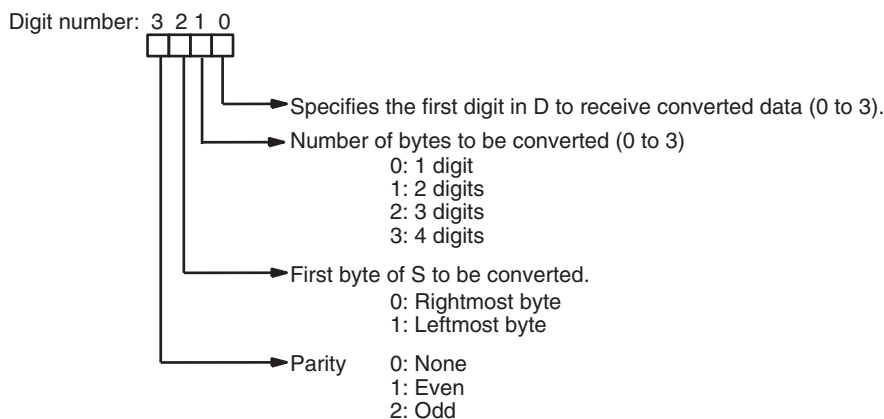 Digit number: 3 2 1 0
Specifies the first digit in D to receive converted data (0 to 3).
Number of bytes to be converted (0 to 3)
0: 1 digit
1: 2 digits
2: 3 digits
3: 4 digits
First byte of S to be converted.
0: Rightmost byte
1: Leftmost byte
Parity 0: None
1: Even
2: Odd